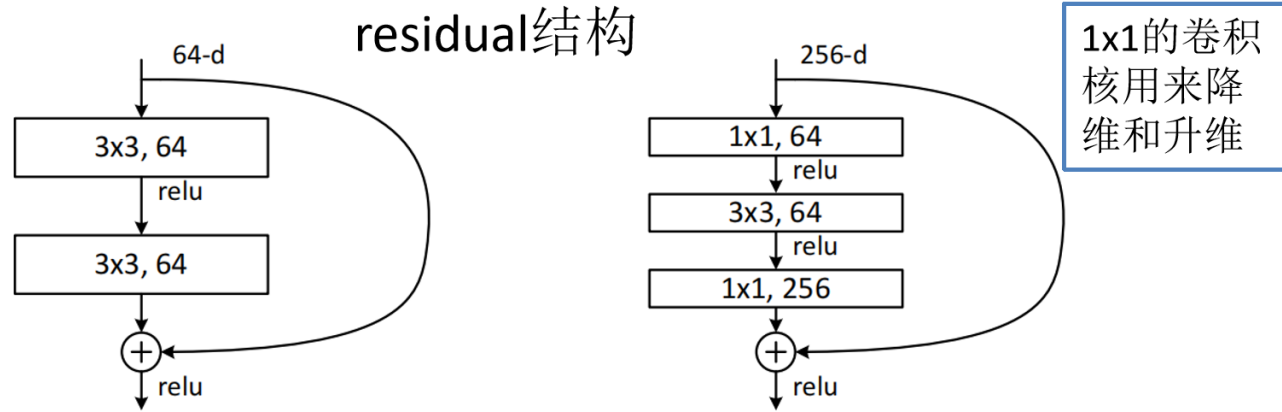 residual结构
64-d
3x3, 64
relu
3x3, 64
relu
256-d
1x1, 64
relu
3x3, 64
relu
1x1, 256
relu
1x1的卷积
核用来降
维和升维